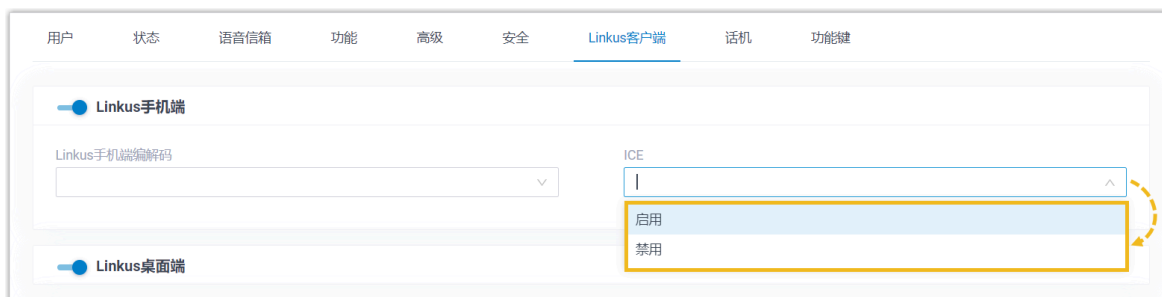 用户 状态 语音信箱 功能 高级 安全 Linkus客户端 话机 功能键
Linkus手机端
Linkus手机端编解码 ICE
启用
禁用
Linkus桌面端